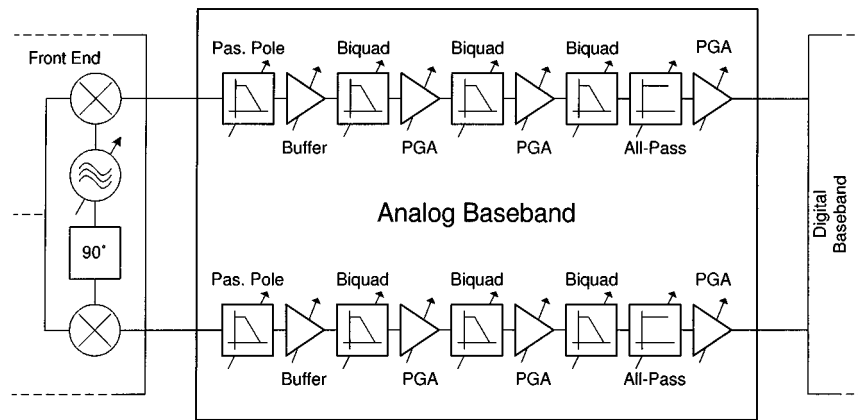 Front End
Pas. Pole
Biquad
Biquad
Biquad
PGA
Buffer
PGA
PGA
All-Pass
90°
Analog Baseband
Digital
Baseband
Pas. Pole
Biquad
Biquad
Biquad
PGA
Buffer
PGA
PGA
All-Pass